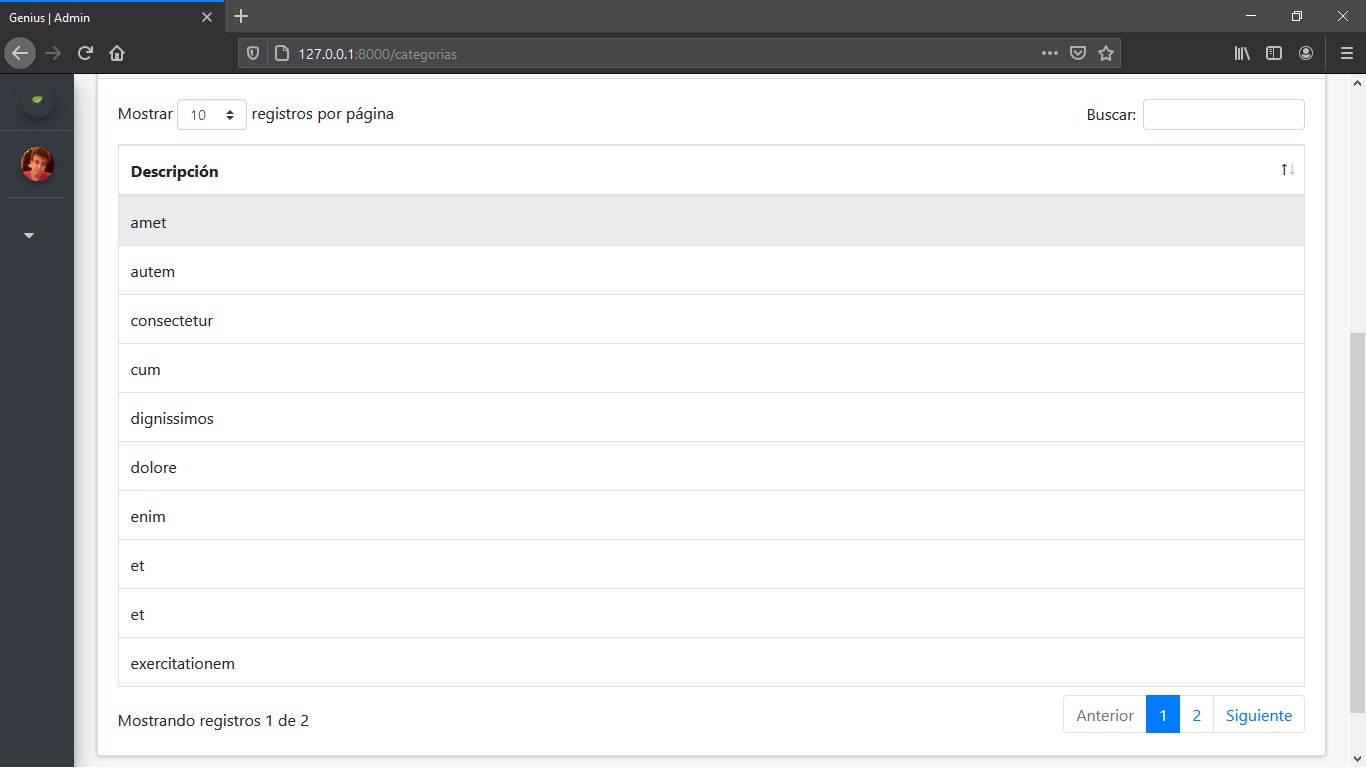 Genius | Admin
127.0.0.1:8000/categorias
Mostrar 10 registros por página
Buscar:
Descripción
amet
autem
consectetur
cum
dignissimos
dolore
enim
et
et
exercitationem
Mostrando registros 1 de 2
Anterior 1 2 Siguiente